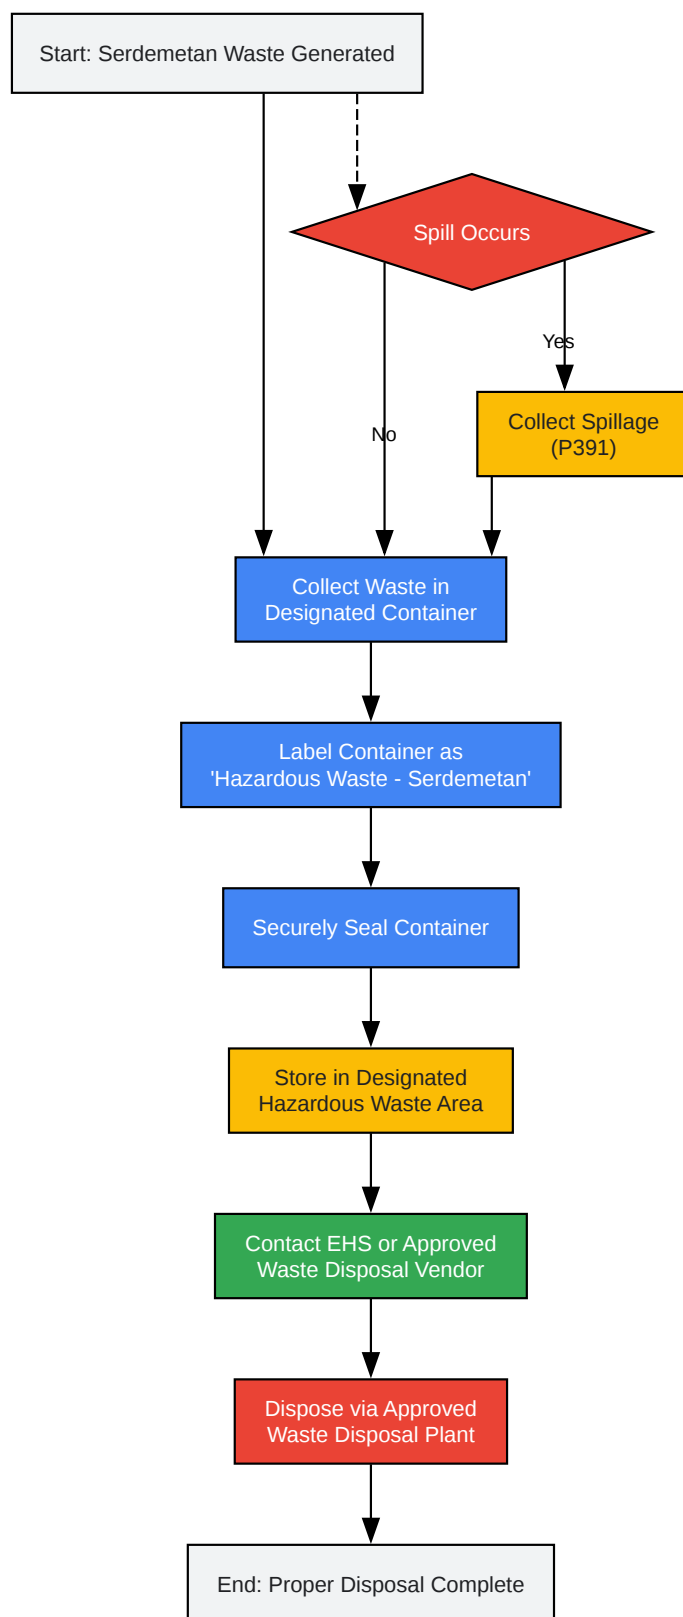 Start: Serdemetan Waste Generated
Spill Occurs
Yes
Collect Spillage
(P391)
No
Collect Waste in
Designated Container
Label Container as
'Hazardous Waste - Serdemetan'
Securely Seal Container
Store in Designated
Hazardous Waste Area
Contact EHS or Approved
Waste Disposal Vendor
Dispose via Approved
Waste Disposal Plant
End: Proper Disposal Complete